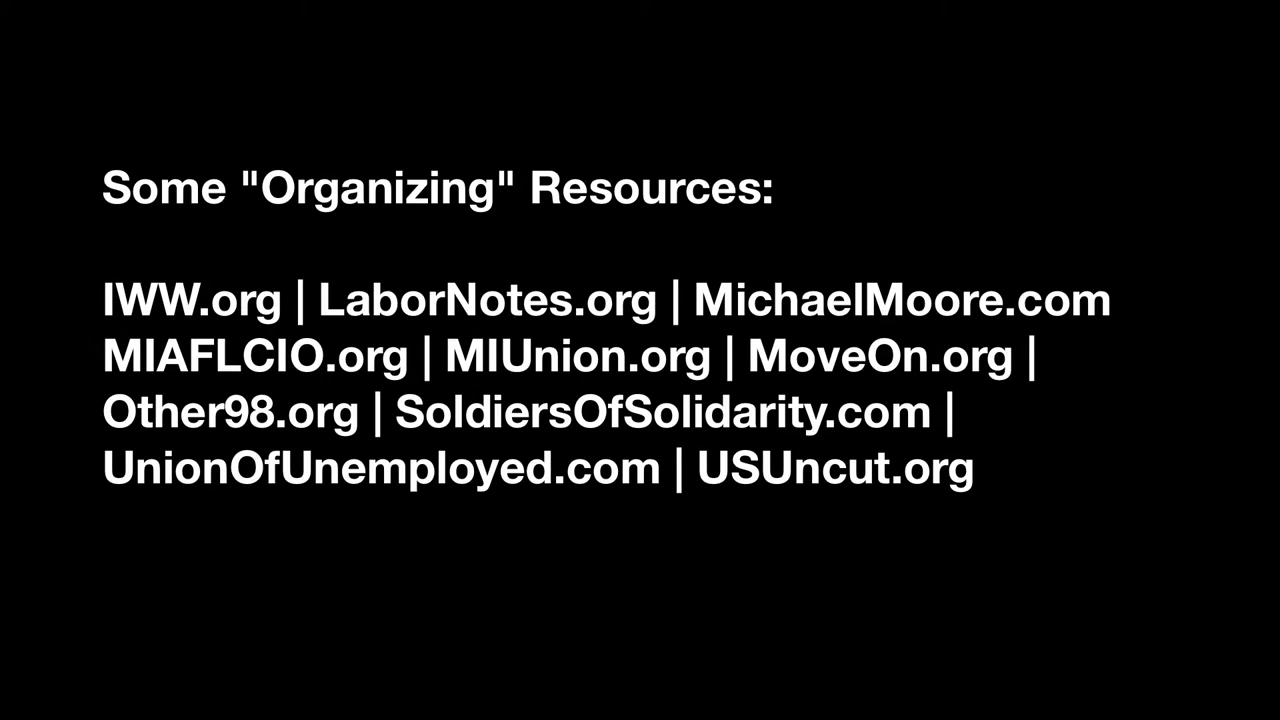 Some "Organizing" Resources:
IWW.org | LaborNotes.org | MichaelMoore.com
MIAFLCIO.org | MIUnion.org | MoveOn.org |
Other98.org | SoldiersOfSolidarity.com |
UnionOfUnemployed.com | USUncut.org